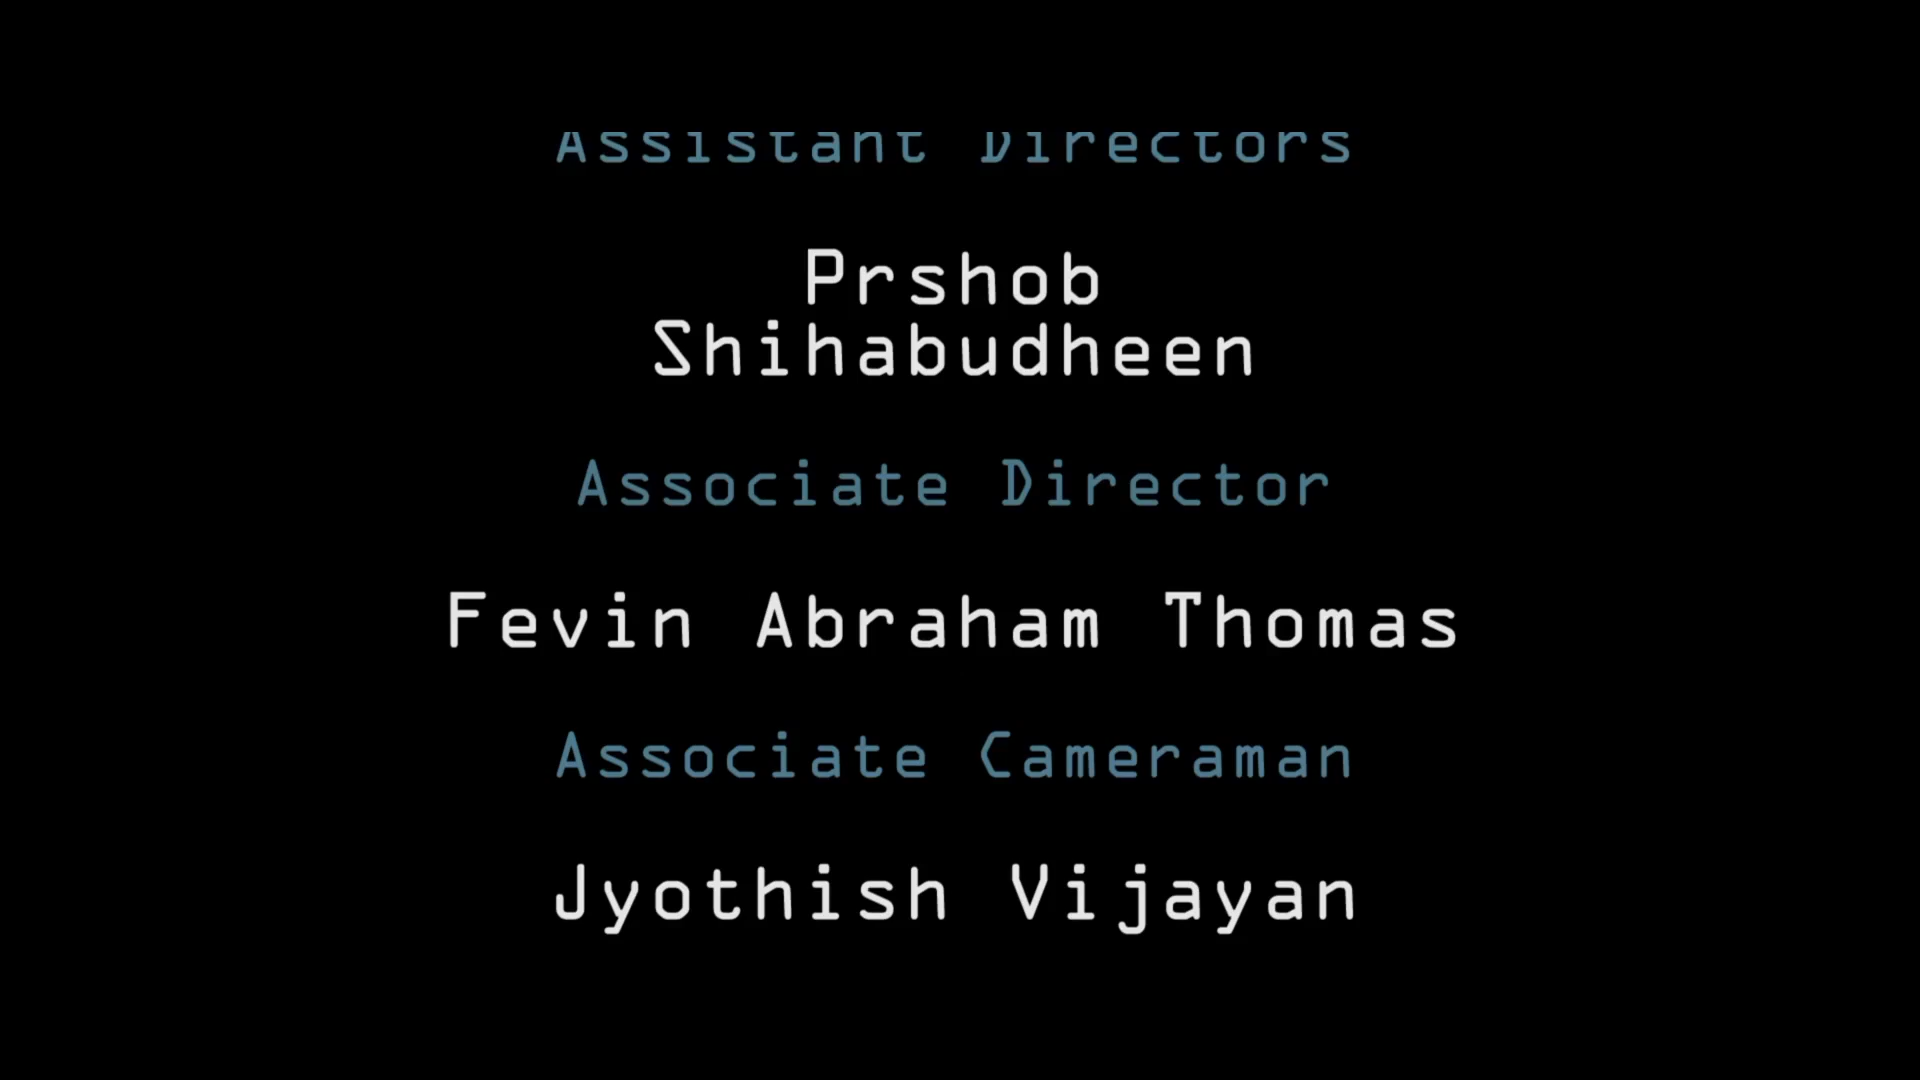 Assistant Directors
Prshob
Shihabudheen
Associate Director
Fevin Abraham Thomas
Associate Cameraman
Jyothish Vijayan